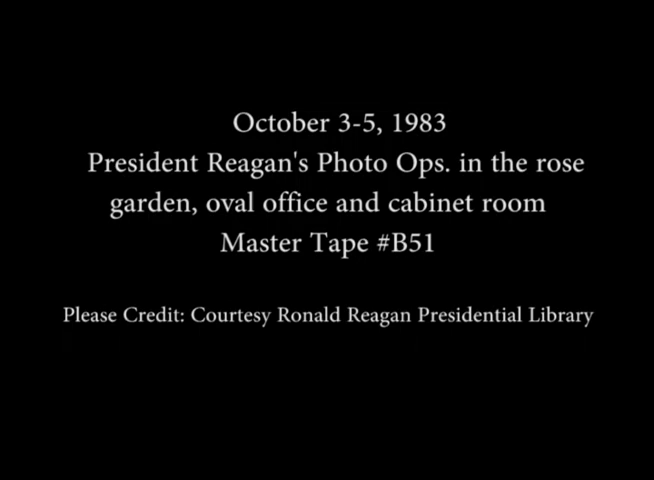 October 3-5, 1983
President Reagan's Photo Ops. in the rose
garden, oval office and cabinet room
Master Tape #B51
Please Credit: Courtesy Ronald Reagan Presidential Library